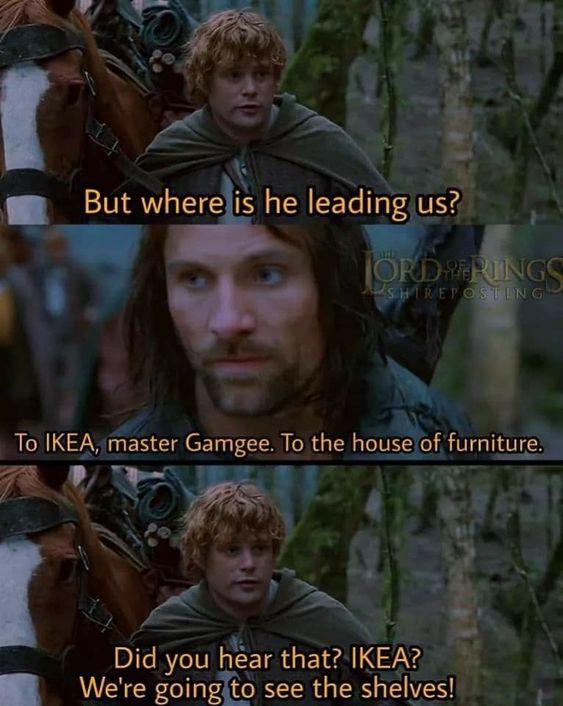 But where is he leading us?
THE
LORD OF THE RINGS
SHIREPOSTING
To IKEA, master Gamgee. To the house of furniture.
Did you hear that? IKEA?
We're going to see the shelves!